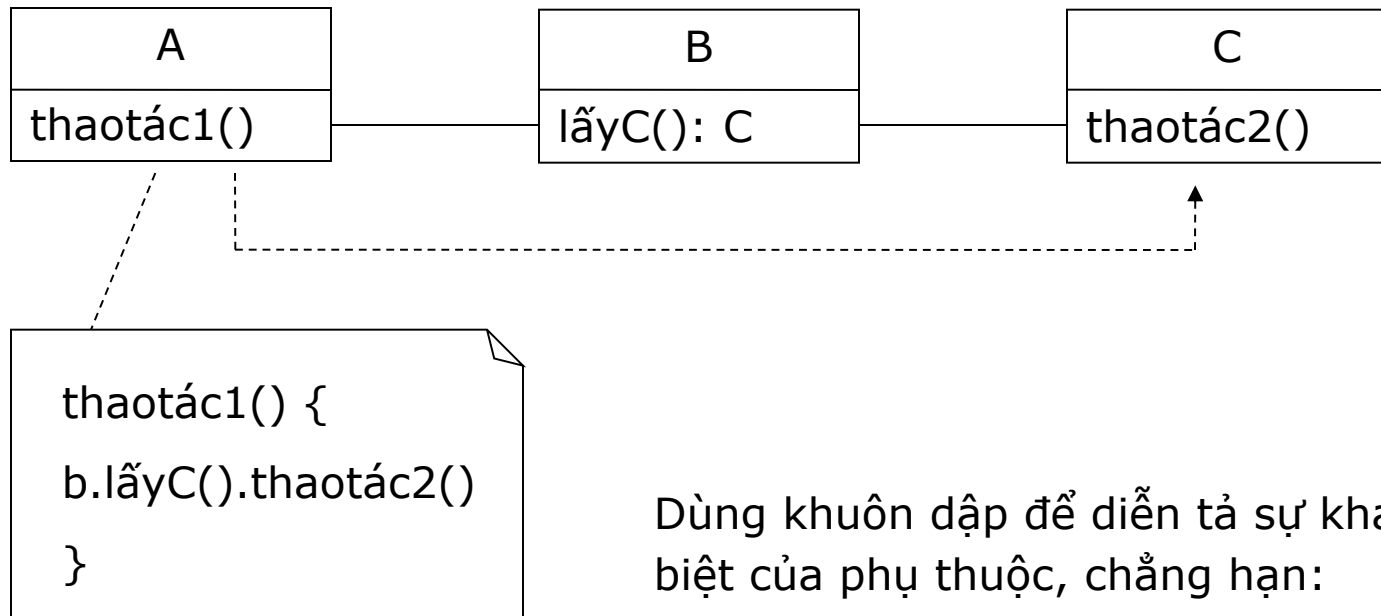 A
thaotác1()
B
lấyC(): C
C
thaotác2()
thaotác1() {
b.lấyC().thaotác2()
}
Dùng khuôn dập để diễn tả sự
biệt của phụ thuộc, chẳng hạn: